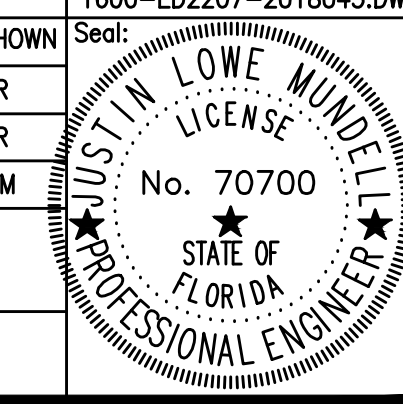 HOWN
Seal:
R
R
M
JUSTIN LOWE MUNDELL
LICENSE
No. 70700
STATE OF
FLORIDA
PROFESSIONAL ENGINEER